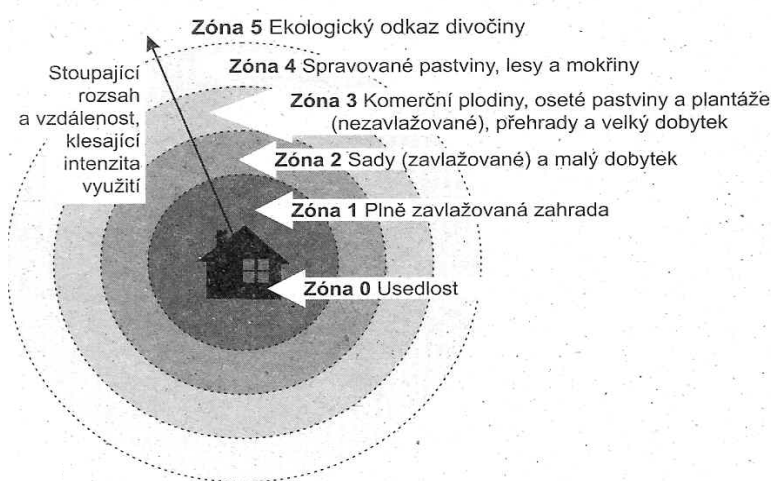 Zóna 5 Ekologický odkaz divočiny
Zóna 4 Spravované pastviny, lesy a mokřiny
Stoupající
rozsah
a vzdálenost,
klesající
intenzita
využití
Zóna 3 Komerční plodiny, oseté pastviny a plantáže
(nezavlažované), přehrady a velký dobytek
Zóna 2 Sady (zavlažované) a malý dobytek
Zóna 1 Plně zavlažovaná zahrada
Zóna 0 Usedlost